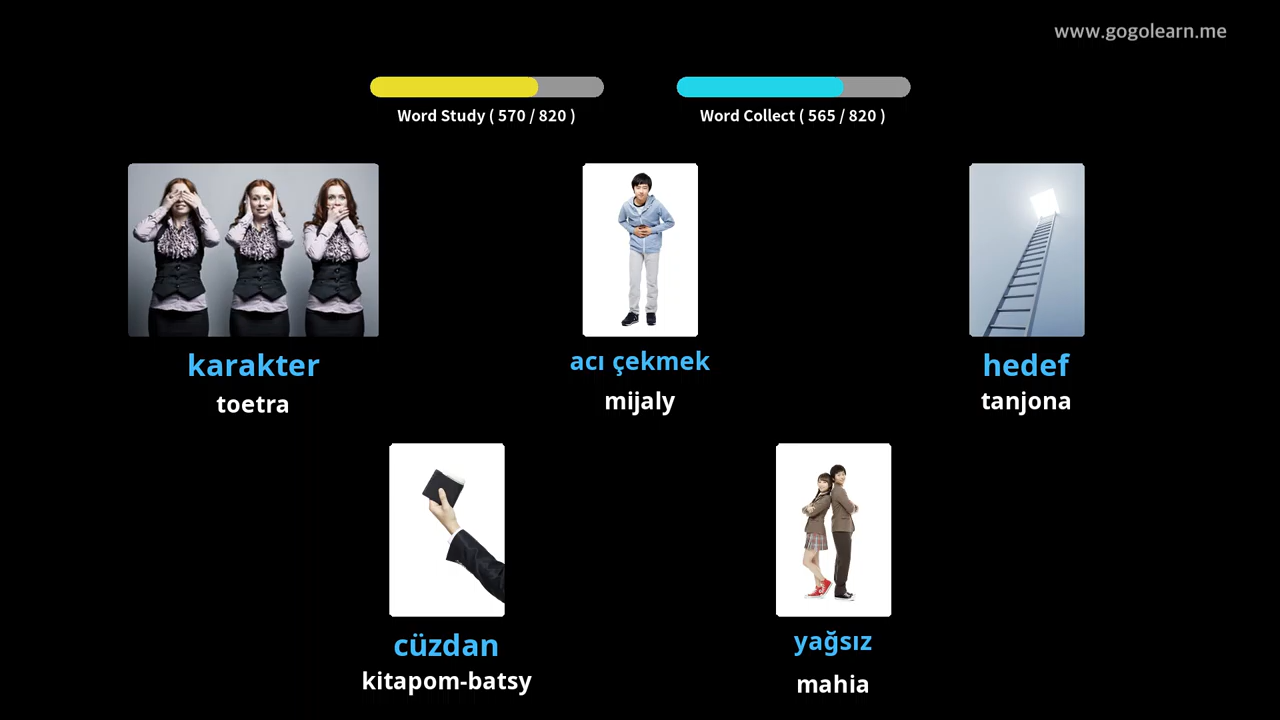 www.gogolearn.me
Word Study ( 570 / 820 )
Word Collect ( 565 / 820 )
karakter
toetra
acı çekmek
mijaly
hedef
tanjona
cüzdan
kitapom-batsy
yağsız
mahia